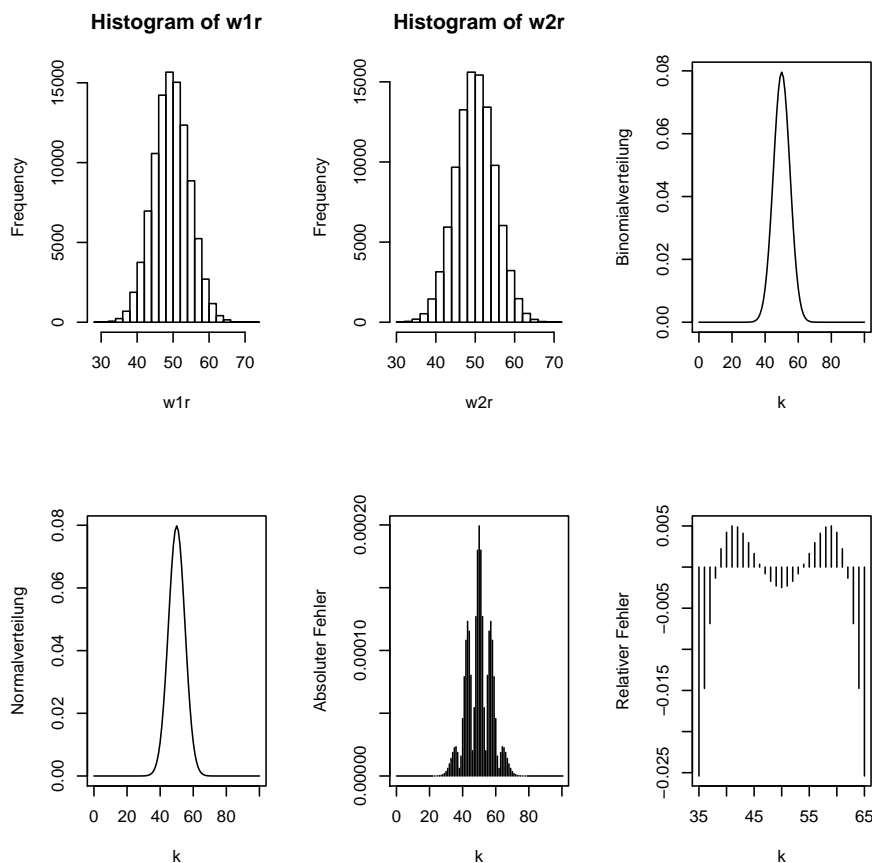 Histogram of w1r
Frequency
0
5000
10000
15000
30 40 50 60 70
w1r
Histogram of w2r
Frequency
0
5000
10000
15000
30 40 50 60 70
w2r
Binomialverteilung
0.00
0.02
0.04
0.06
0.08
0 20 40 60 80
k
Normalverteilung
0.00
0.02
0.04
0.06
0.08
0 20 40 60 80
k
Absoluter Fehler
0.00000
0.00010
0.00020
0 20 40 60 80
k
Relativer Fehler
−0.025
−0.015
−0.005
0.005
35 45 55 65
k